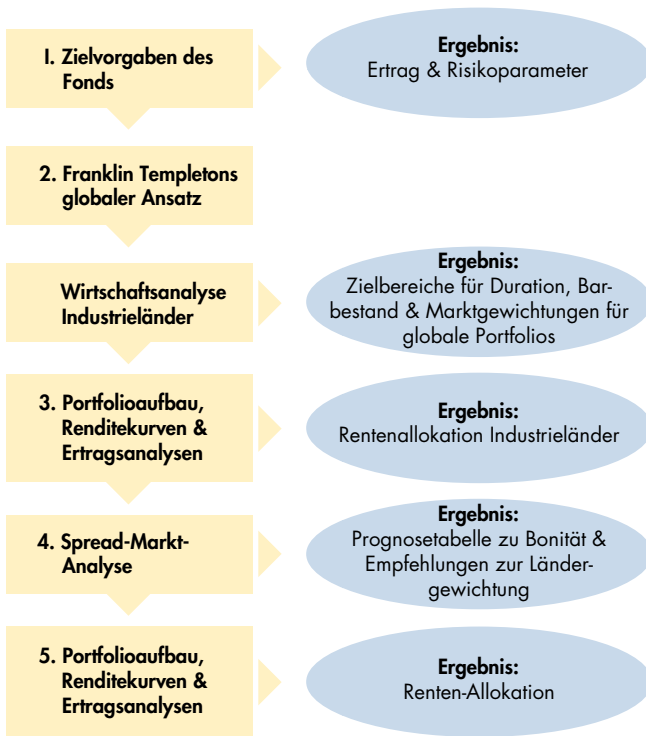 I. Zielvorgaben des
Fonds
Ergebnis:
Ertrag & Risikoparameter
2. Franklin Templetons
globaler Ansatz
Wirtschaftsanalyse
Industrieländer
Ergebnis:
Zielbereiche für Duration, Bar-
bestand & Marktgewichtungen für
globale Portfolios
3. Portfolioaufbau,
Renditekurven &
Ertragsanalysen
Ergebnis:
Rentenallokation Industrieländer
4. Spread-Markt-
Analyse
Ergebnis:
Prognosetabelle zu Bonität &
Empfehlungen zur Länder-
gewichtung
5. Portfolioaufbau,
Renditekurven &
Ertragsanalysen
Ergebnis:
Renten-Allokation